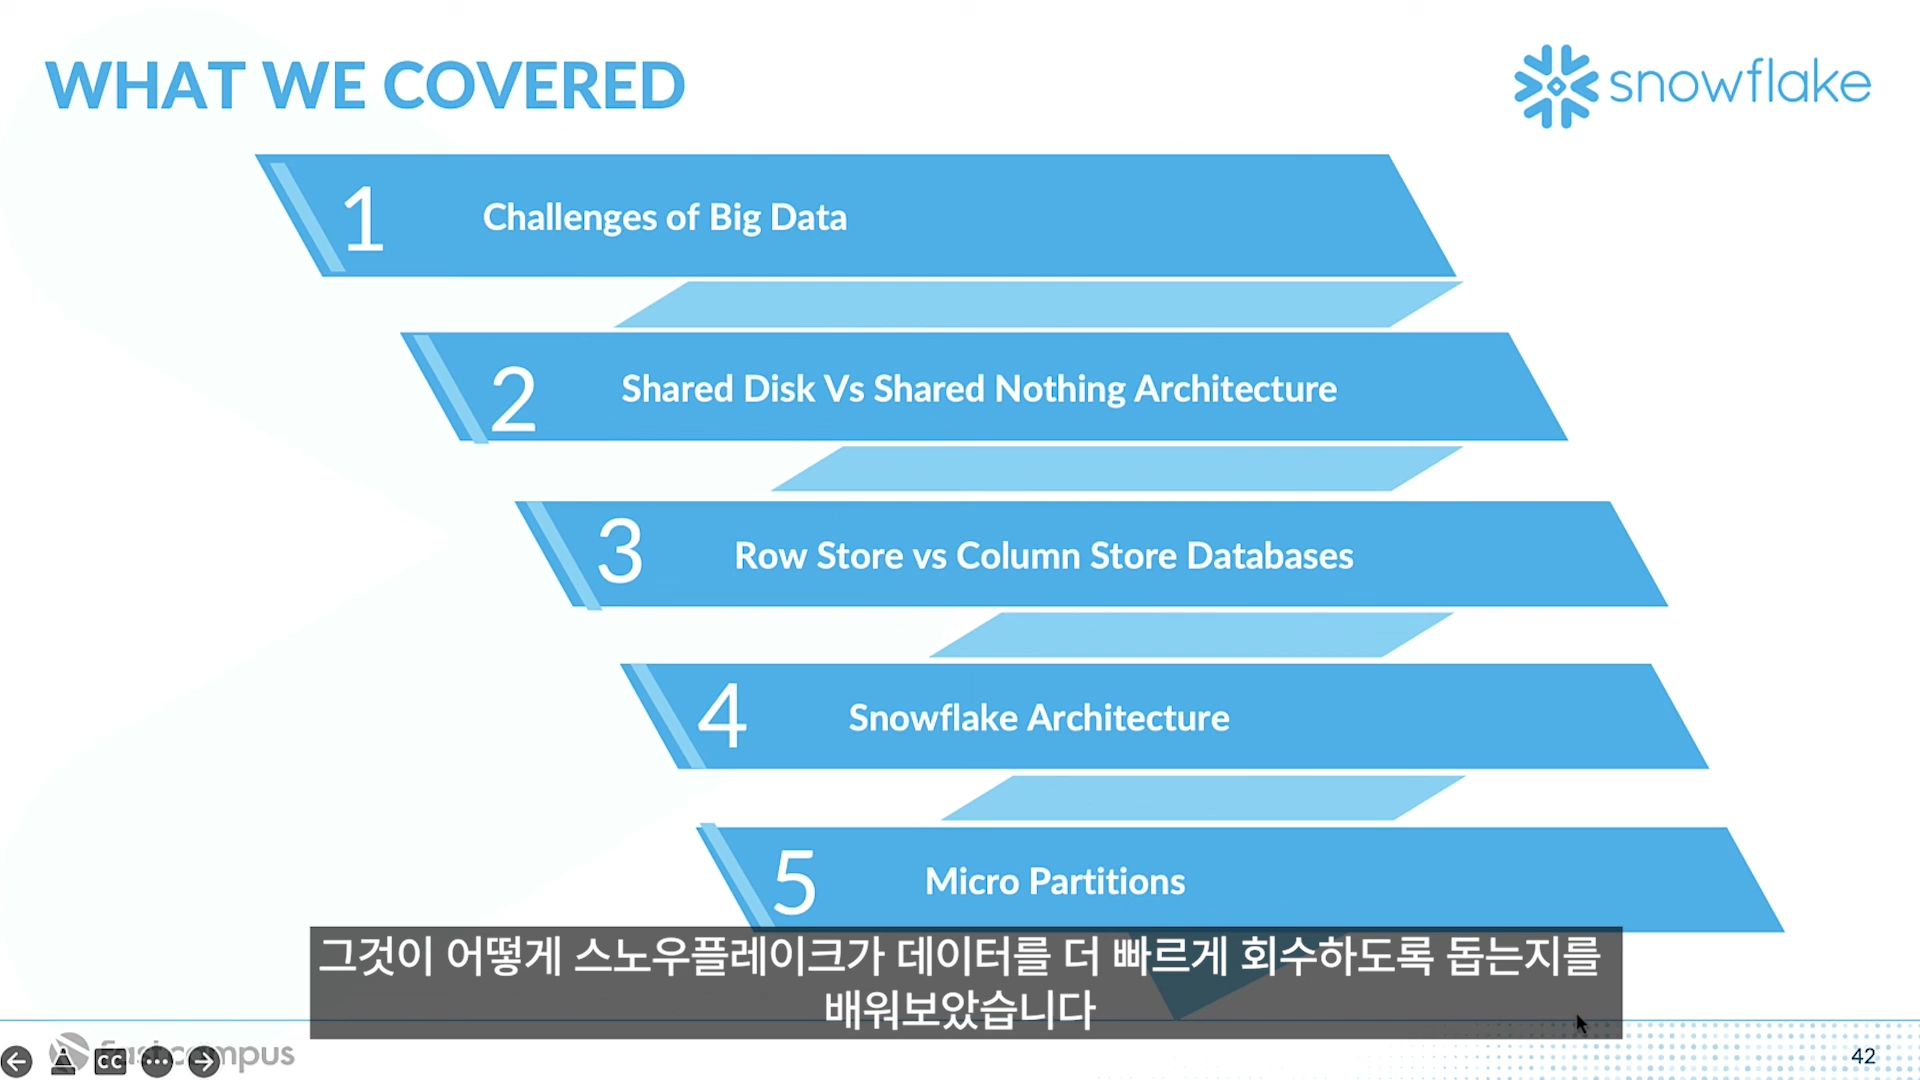 WHAT WE COVERED
snowflake
1
Challenges of Big Data
2
Shared Disk Vs Shared Nothing Architecture
3
Row Store vs Column Store Databases
4
Snowflake Architecture
5
Micro Partitions
그것이 어떻게 스노우플레이크가 데이터를 더 빠르게 회수하도록 돕는지를
배워보았습니다
CC
42